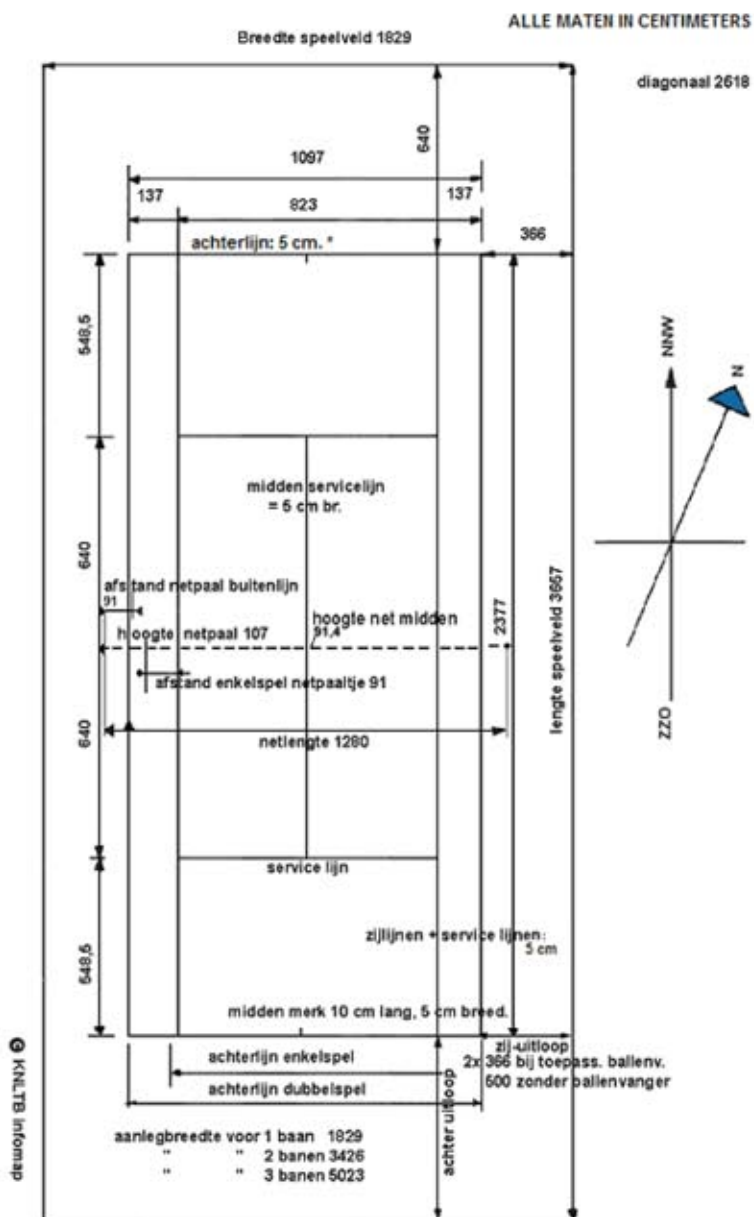 ALLE MATEN IN CENTIMETERS
Breedte speelveld 1829
diagonaal 2618
640
1097
137
137
823
366
achterlijn: 5 cm. *
548,5
NNW
N
midden servicelijn
= 5 cm br.
640
afstand netpaal buitenlijn
91
hoogte net midden
91,4
2377
hoogte netpaal 107
afstand enkelspel netpaaltje 91
lengte speelveld 3667
ZZO
640
netlengte 1280
service lijn
zijlijnen + service lijnen:
5 cm
548,5
midden merk 10 cm lang, 5 cm breed.
zij-uitloop
achterlijn enkelspel
2x 366 bij toepass. ballenv.
500 zonder ballenvanger
achterlijn dubbelspel
achter uitloop
aanlegbreedte voor 1 baan 1829
" " 2 banen 3426
" " 3 banen 5023
© KNLTB infomap